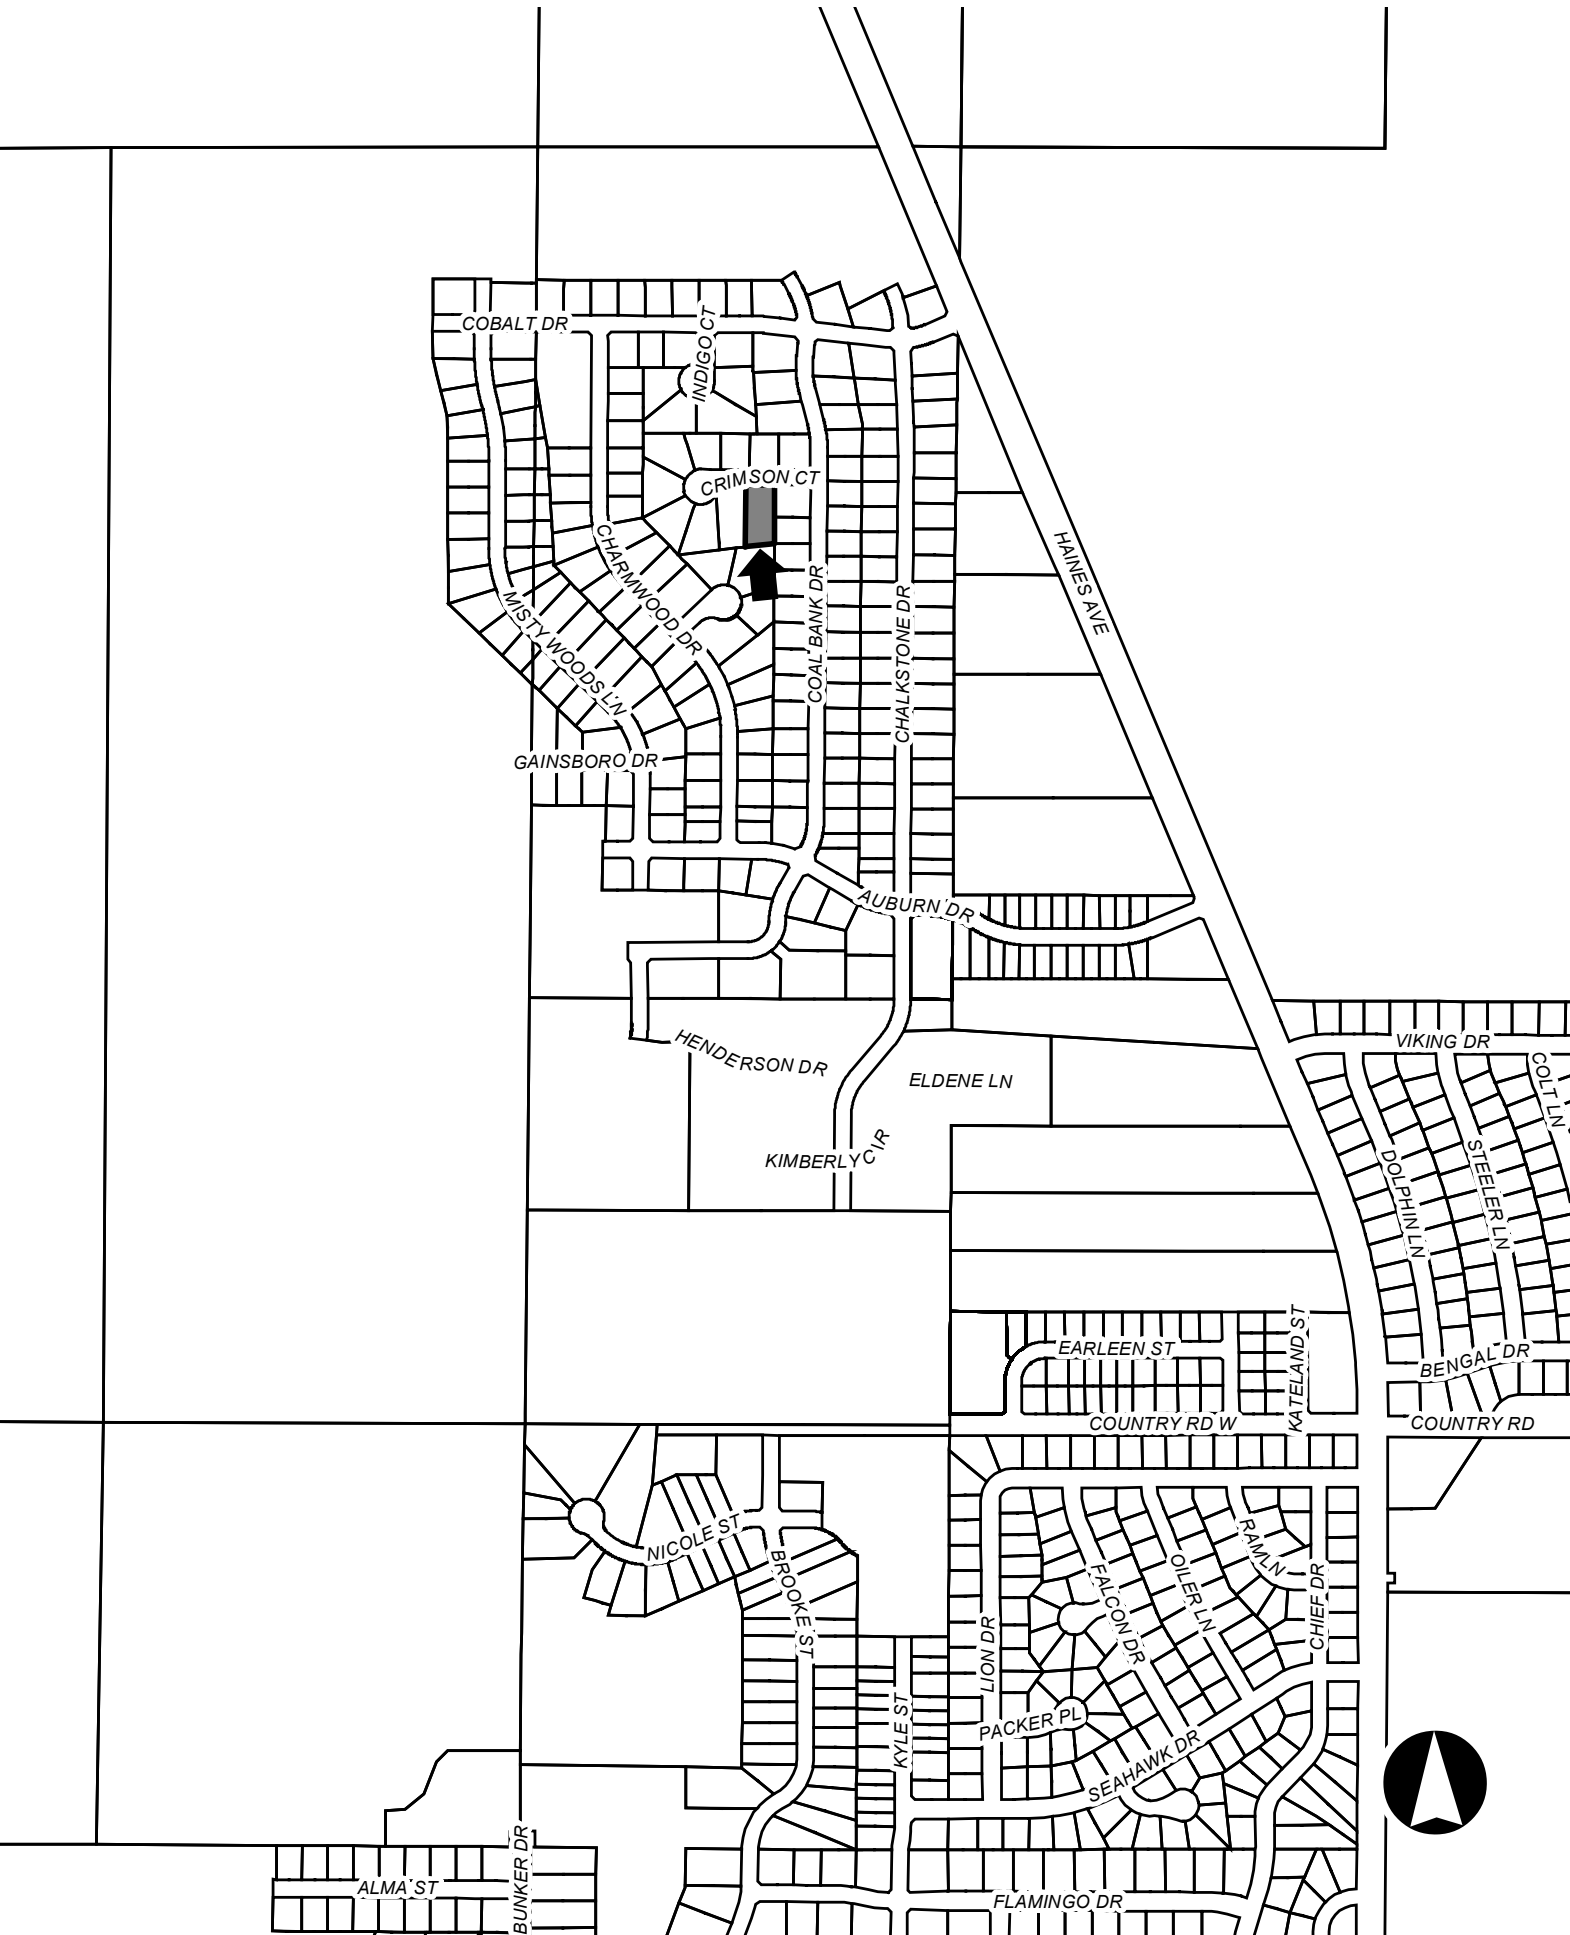 COBALT DR
INDIGO CT
CRIMSON CT
CHARMWOOD DR
HAINES AVE
MISTY WOODS LN
COAL BANK DR
CHALKSTONE DR
GAINSBORO DR
AUBURN DR
HENDERSON DR
VIKING DR
ELDENE LN
COLT LN
KIMBERLY CIR
DOLPHIN LN
STEELER LN
EARLEEN ST
KATELAND ST
BENGAL DR
COUNTRY RD W
COUNTRY RD
NICOLE ST
BROOKE ST
RAM LN
FALCON DR
OILER LN
CHIEF DR
LION DR
KYLE ST
PACKER PL
SEAHAWK DR
BUNKER DR
ALMA ST
FLAMINGO DR